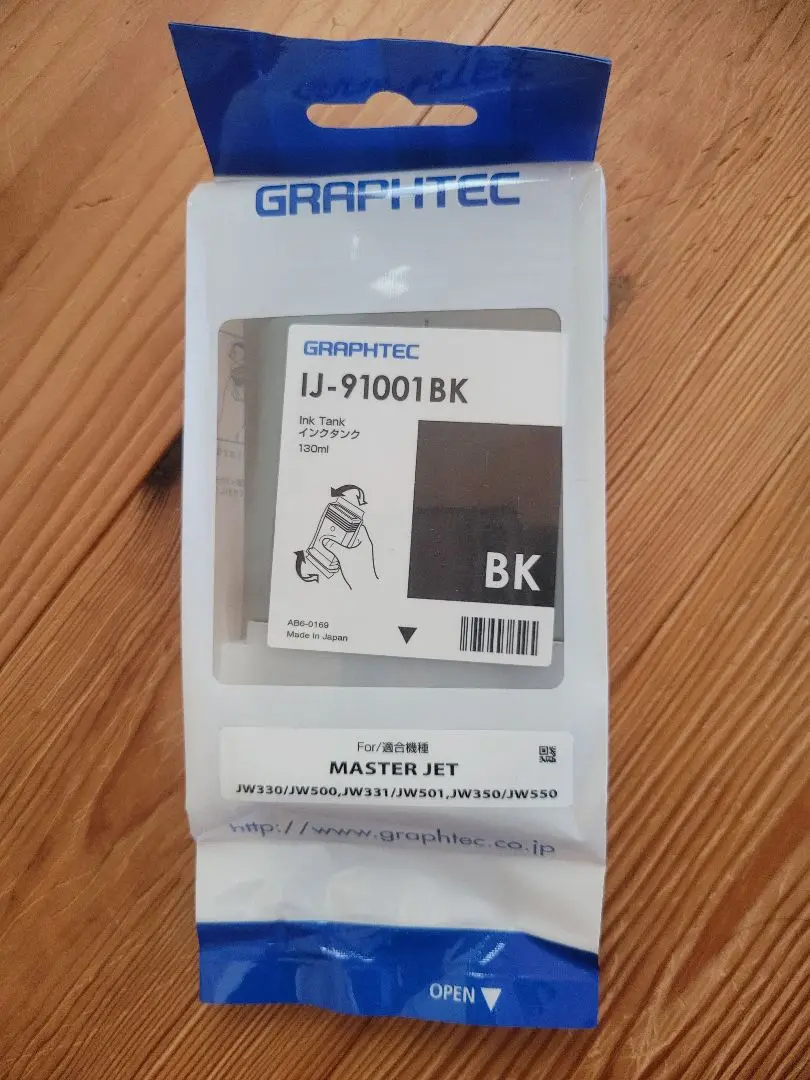 GRAPHTEC
GRAPHTEC
IJ-91001BK
Ink Tank
インクタンク
130ml
BK
AB6-0169
Made in Japan
For/適合機種
MASTER JET
JW330/JW500,JW331/JW501,JW350/JW550
http://www.graphtec.co.jp
OPEN